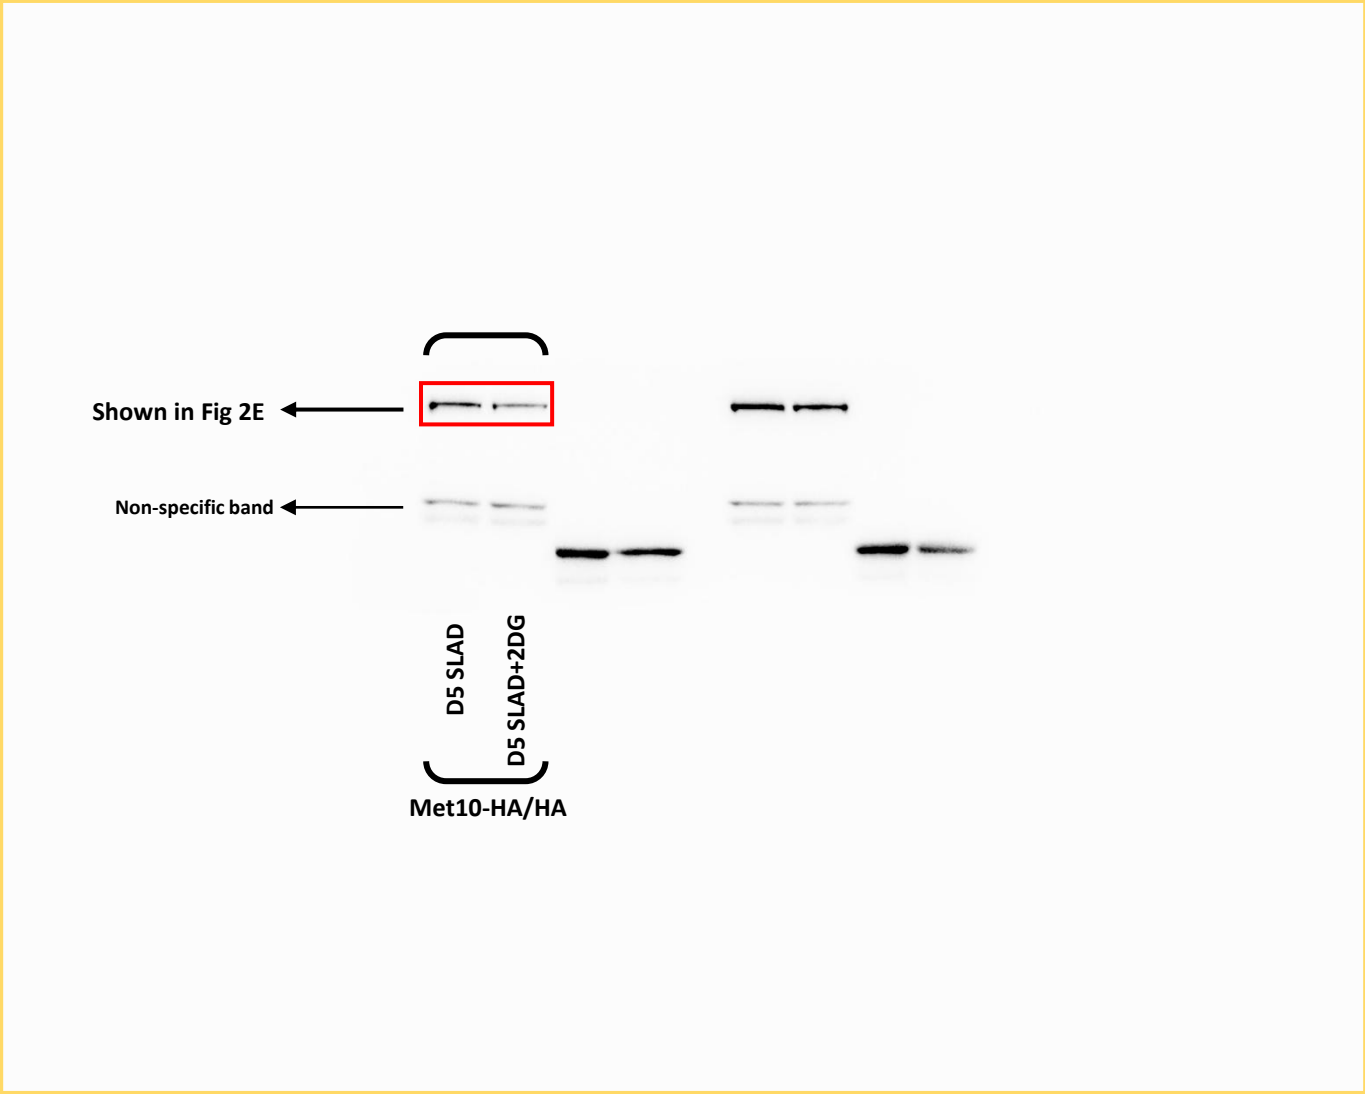 Shown in Fig 2E
Non-specific band
D5 SLAD
D5 SLAD+2DG
Met10-HA/HA